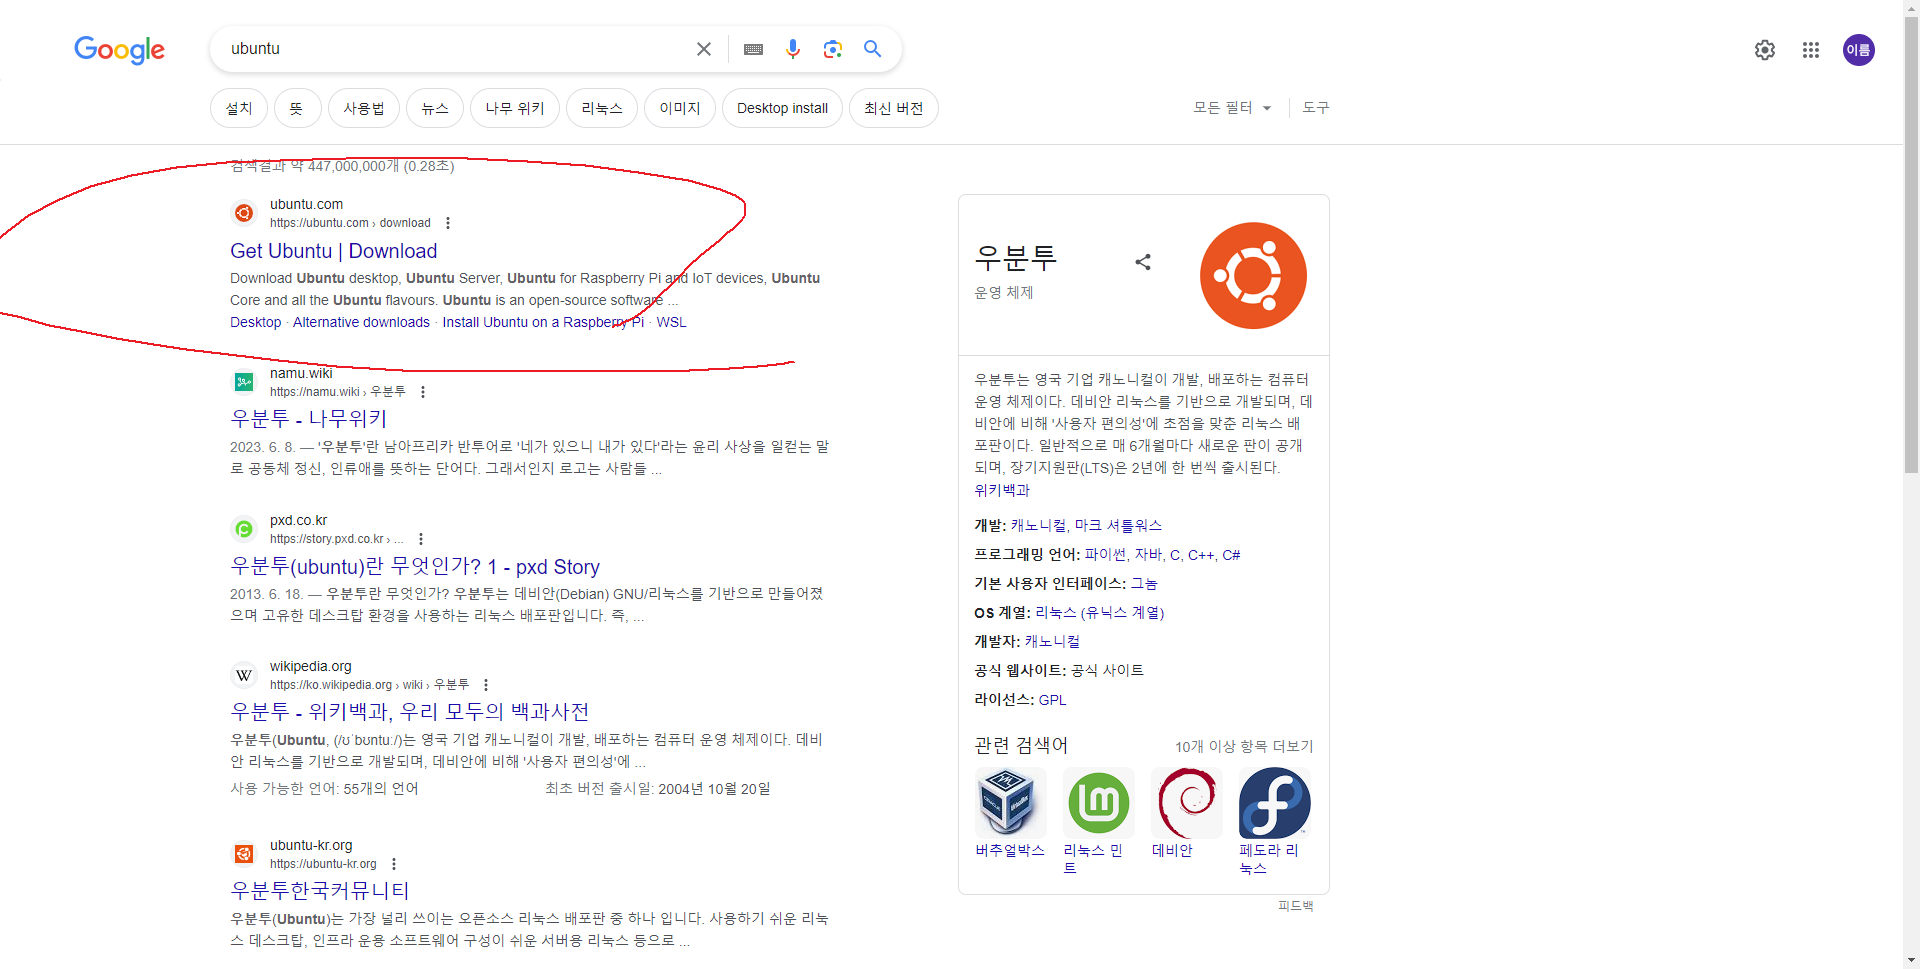 Google
ubuntu
이름
설치
뜻
사용법
뉴스
나무 위키
리눅스
이미지
Desktop install
최신 버전
모든 필터
도구
검색결과 약 447,000,000개 (0.28초)
ubuntu.com
https://ubuntu.com › download
Get Ubuntu | Download
Download Ubuntu desktop, Ubuntu Server, Ubuntu for Raspberry Pi and IoT devices, Ubuntu
Core and all the Ubuntu flavours. Ubuntu is an open-source software ...
Desktop · Alternative downloads · Install Ubuntu on a Raspberry Pi · WSL
namu.wiki
https://namu.wiki › 우분투
우분투 - 나무위키
2023. 6. 8. — '우분투'란 남아프리카 반투어로 '네가 있으니 내가 있다'라는 윤리 사상을 일컫는 말
로 공동체 정신, 인류애를 뜻하는 단어다. 그래서인지 로고는 사람들 ...
pxd.co.kr
https://story.pxd.co.kr › ...
우분투(ubuntu)란 무엇인가? 1 - pxd Story
2013. 6. 18. — 우분투란 무엇인가? 우분투는 데비안(Debian) GNU/리눅스를 기반으로 만들어졌
으며 고유한 데스크탑 환경을 사용하는 리눅스 배포판입니다. 즉, ...
W
wikipedia.org
https://ko.wikipedia.org › wiki › 우분투
우분투 - 위키백과, 우리 모두의 백과사전
우분투(Ubuntu, (/ʊˈbʊntuː/)는 영국 기업 캐노니컬이 개발, 배포하는 컴퓨터 운영 체제이다. 데비
안 리눅스를 기반으로 개발되며, 데비안에 비해 '사용자 편의성'에 ...
사용 가능한 언어: 55개의 언어
최초 버전 출시일: 2004년 10월 20일
ubuntu-kr.org
https://ubuntu-kr.org
우분투한국커뮤니티
우분투(Ubuntu)는 가장 널리 쓰이는 오픈소스 리눅스 배포판 중 하나 입니다. 사용하기 쉬운 리눅
스 데스크탑, 인프라 운용 소프트웨어 구성이 쉬운 서버용 리눅스 등으로 ...
우분투
운영 체제
우분투는 영국 기업 캐노니컬이 개발, 배포하는 컴퓨터
운영 체제이다. 데비안 리눅스를 기반으로 개발되며, 데
비안에 비해 '사용자 편의성'에 초점을 맞춘 리눅스 배
포판이다. 일반적으로 매 6개월마다 새로운 판이 공개
되며, 장기지원판(LTS)은 2년에 한 번씩 출시된다.
위키백과
개발: 캐노니컬, 마크 셔틀워스
프로그래밍 언어: 파이썬, 자바, C, C++, C#
기본 사용자 인터페이스: 그놈
OS 계열: 리눅스 (유닉스 계열)
개발자: 캐노니컬
공식 웹사이트: 공식 사이트
라이선스: GPL
관련 검색어
10개 이상 항목 더보기
버추얼박스
리눅스 민
트
데비안
페도라 리
눅스
피드백